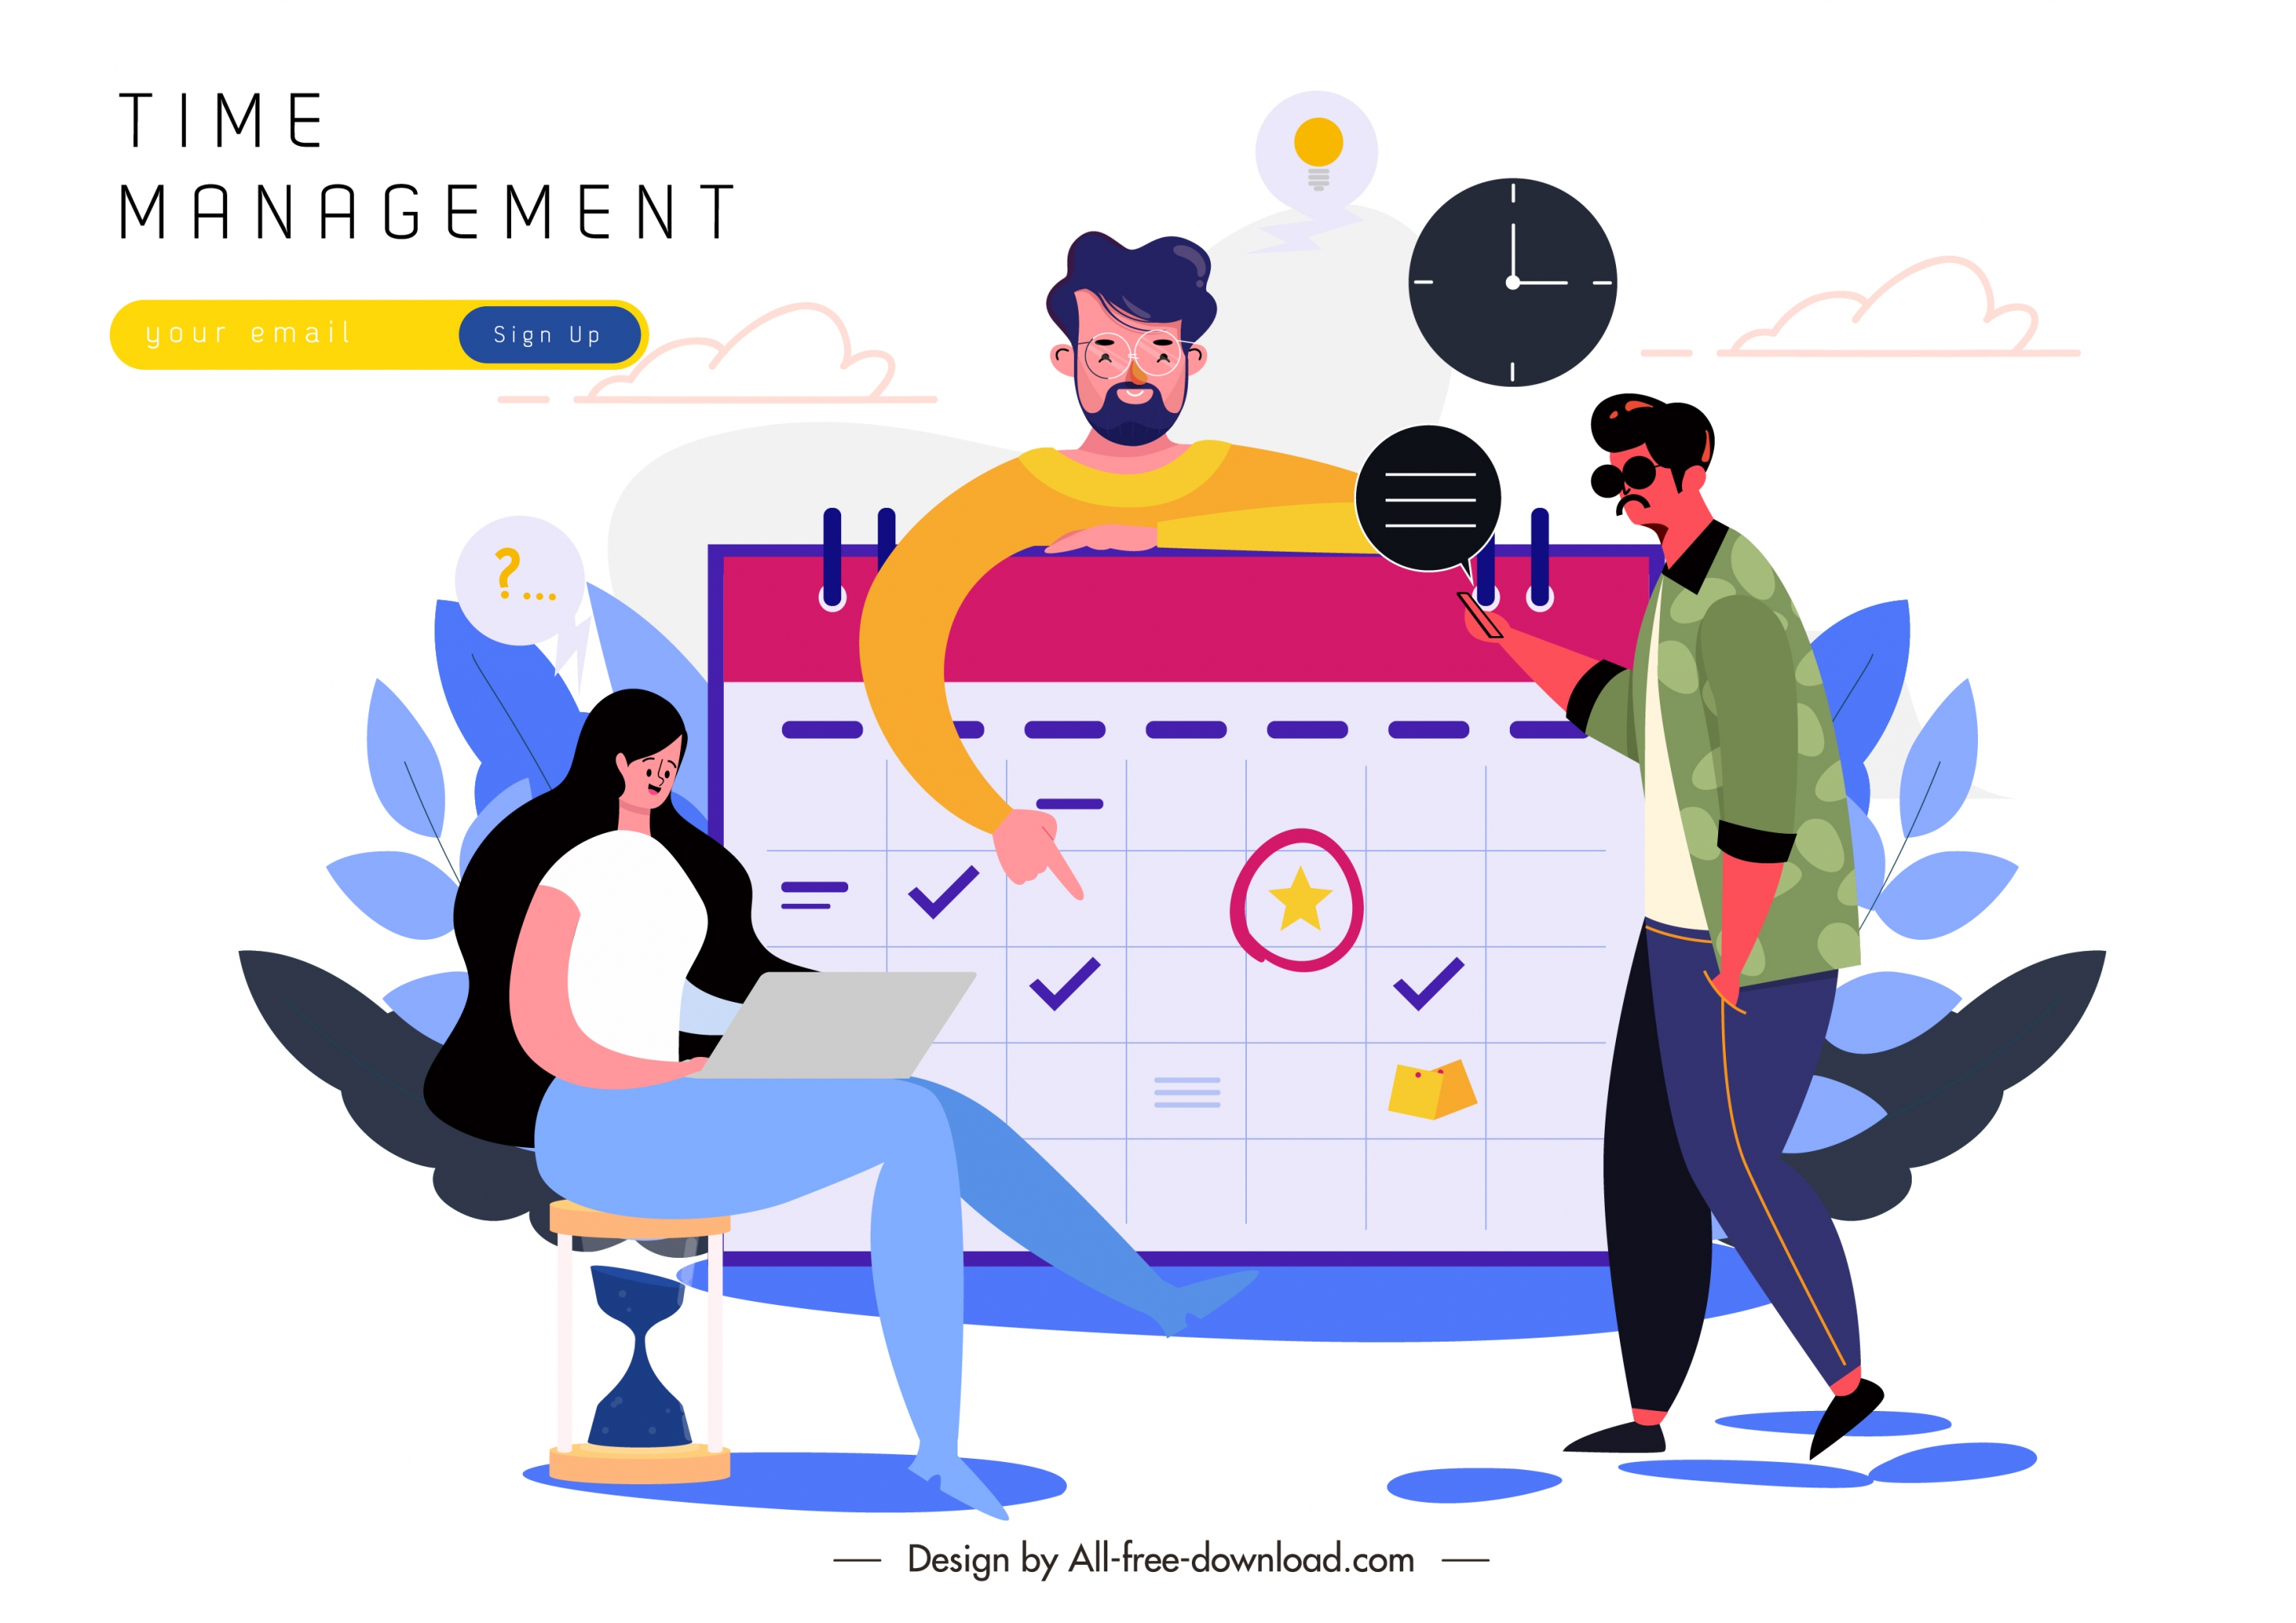 TIME
MANAGEMENT
your email
Sign Up
?...
Design by All-free-download.com